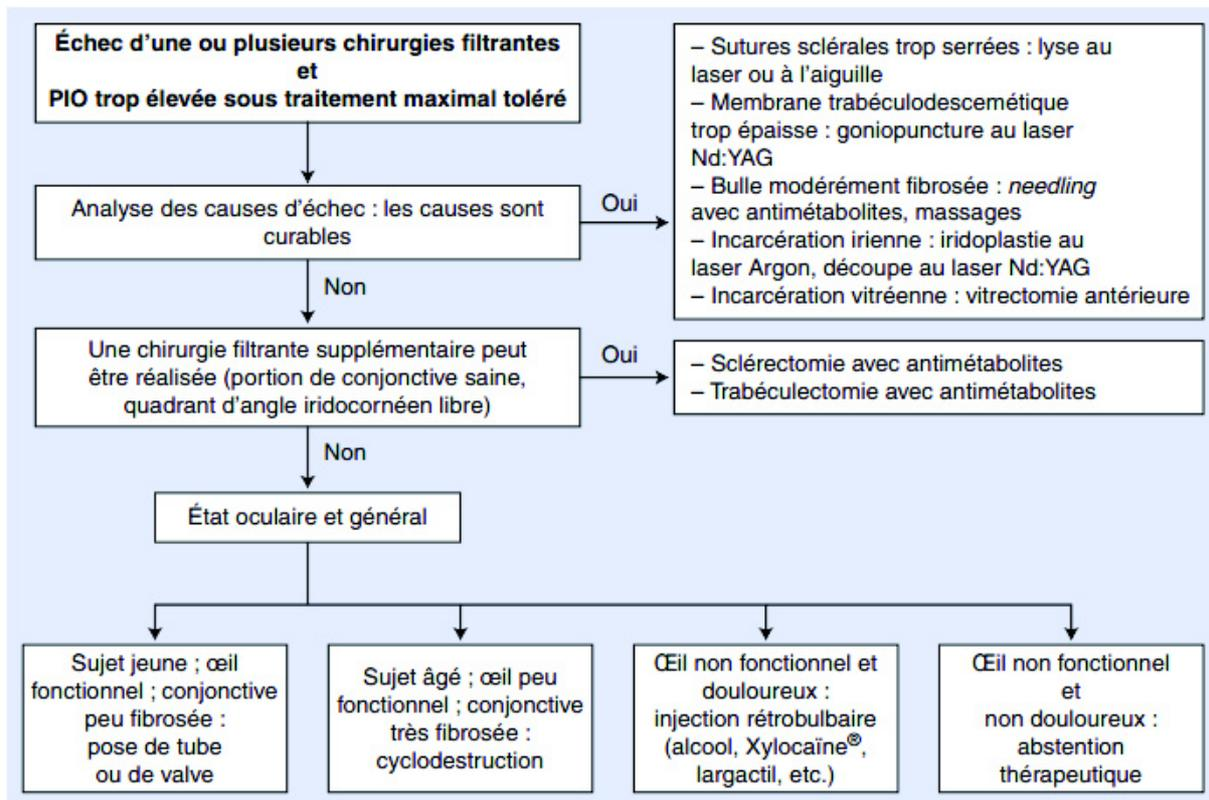 Échec d'une ou plusieurs chirurgies filtrantes
et
PIO trop élevée sous traitement maximal toléré
– Sutures sclérales trop serrées : lyse au
laser ou à l'aiguille
– Membrane trabéculodescemétique
trop épaisse : goniopuncture au laser
Nd:YAG
– Bulle modérément fibrosée : needling
avec antimétabolites, massages
– Incarcération irienne : iridoplastie au
laser Argon, découpe au laser Nd:YAG
– Incarcération vitréenne : vitrectomie antérieure
Analyse des causes d'échec : les causes sont
curables
Oui
Non
Une chirurgie filtrante supplémentaire peut
être réalisée (portion de conjonctive saine,
quadrant d'angle iridocornéen libre)
Oui
– Sclérectomie avec antimétabolites
– Trabéculectomie avec antimétabolites
Non
État oculaire et général
Sujet jeune ; œil
fonctionnel ; conjonctive
peu fibrosée :
pose de tube
ou de valve
Sujet âgé ; œil peu
fonctionnel ; conjonctive
très fibrosée :
cyclodestruction
Œil non fonctionnel et
douloureux :
injection rétrobulbaire
(alcool, Xylocaïne®,
largactil, etc.)
Œil non fonctionnel
et
non douloureux :
abstention
thérapeutique